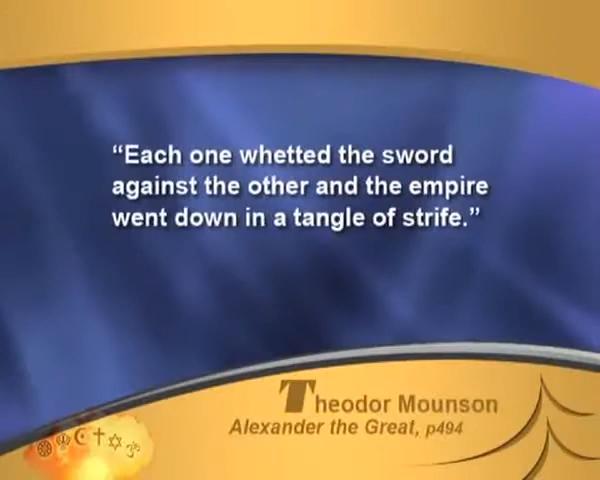 “Each one whetted the sword
against the other and the empire
went down in a tangle of strife.”
Theodor Mounson
Alexander the Great, p494